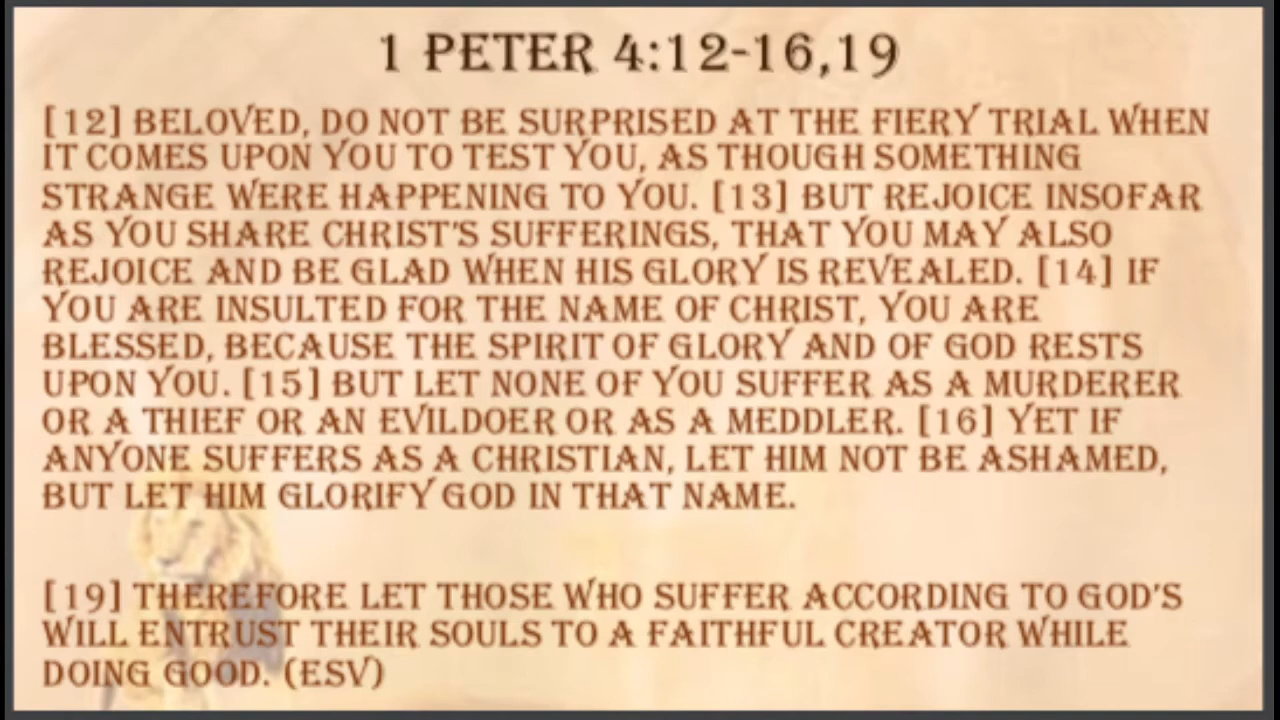 1 PETER 4:12-16,19
[12] BELOVED, DO NOT BE SURPRISED AT THE FIERY TRIAL WHEN
IT COMES UPON YOU TO TEST YOU, AS THOUGH SOMETHING
STRANGE WERE HAPPENING TO YOU. [13] BUT REJOICE INSOFAR
AS YOU SHARE CHRIST'S SUFFERINGS, THAT YOU MAY ALSO
REJOICE AND BE GLAD WHEN HIS GLORY IS REVEALED. [14] IF
YOU ARE INSULTED FOR THE NAME OF CHRIST, YOU ARE
BLESSED, BECAUSE THE SPIRIT OF GLORY AND OF GOD RESTS
UPON YOU. [15] BUT LET NONE OF YOU SUFFER AS A MURDERER
OR A THIEF OR AN EVILDOER OR AS A MEDDLER. [16] YET IF
ANYONE SUFFERS AS A CHRISTIAN, LET HIM NOT BE ASHAMED,
BUT LET HIM GLORIFY GOD IN THAT NAME.
[19] THEREFORE LET THOSE WHO SUFFER ACCORDING TO GOD'S
WILL ENTRUST THEIR SOULS TO A FAITHFUL CREATOR WHILE
DOING GOOD. (ESV)